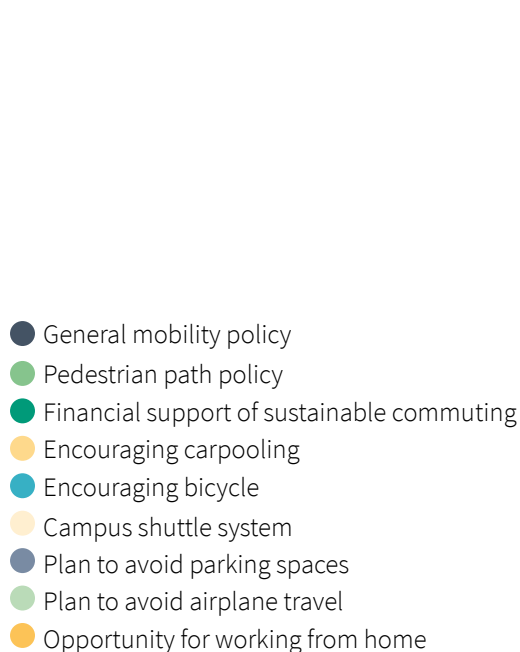 General mobility policy
Pedestrian path policy
Financial support of sustainable commuting
Encouraging carpooling
Encouraging bicycle
Campus shuttle system
Plan to avoid parking spaces
Plan to avoid airplane travel
Opportunity for working from home